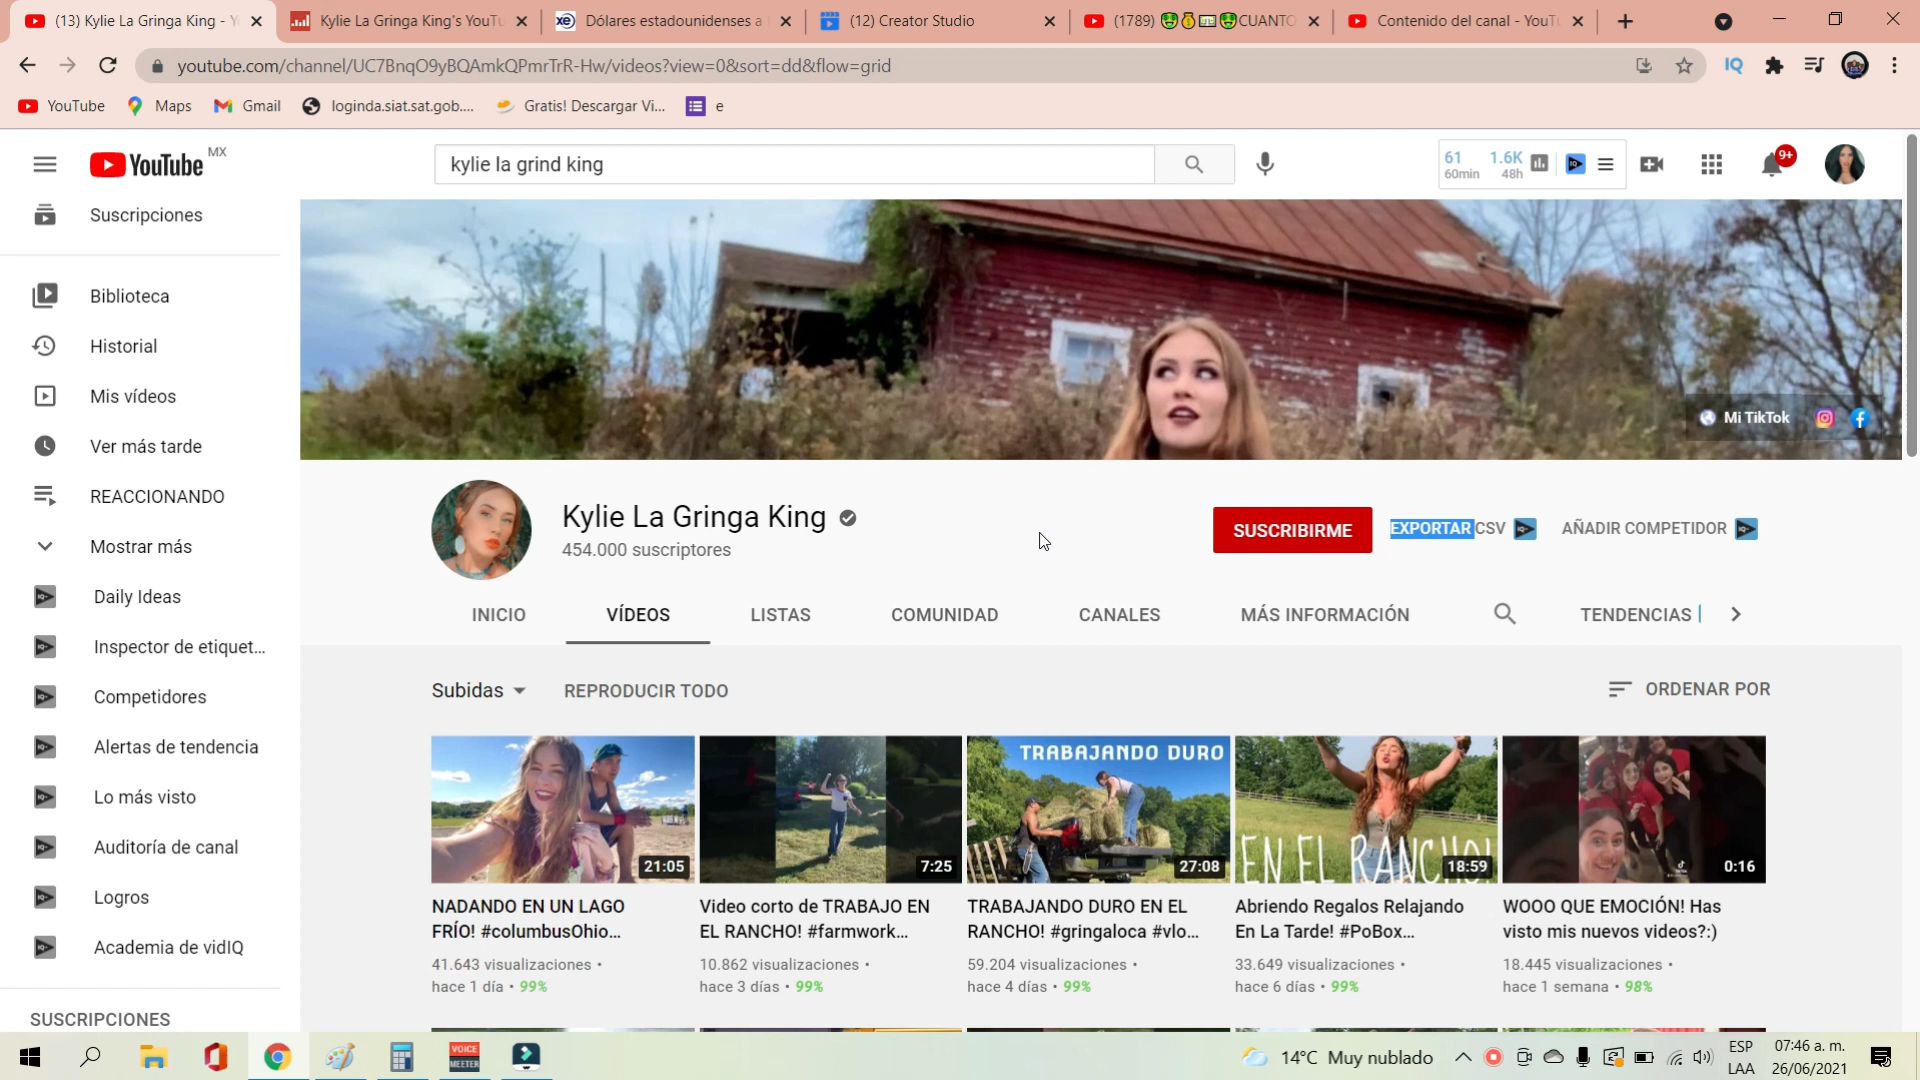 (13) Kylie La Gringa King - Y
Kylie La Gringa King's YouTu
Dólares estadounidenses a
(12) Creator Studio
(1789) 🤑💰💵🤑CUANTO
Contenido del canal - YouTu
youtube.com/channel/UC7BnqO9yBQAmkQPmrTrR-Hw/videos?view=0&sort=dd&flow=grid
YouTube
Maps
Gmail
loginda.siat.sat.gob....
Gratis! Descargar Vi...
e
YouTube MX
kylie la grind king
61
60min
1.6K
48h
9+
Suscripciones
Biblioteca
Historial
Mis vídeos
Ver más tarde
REACCIONANDO
Mostrar más
Daily Ideas
Inspector de etiquet...
Competidores
Alertas de tendencia
Lo más visto
Auditoría de canal
Logros
Academia de vidIQ
SUSCRIPCIONES
Mi TikTok
Kylie La Gringa King
454.000 suscriptores
SUSCRIBIRME
EXPORTAR CSV
AÑADIR COMPETIDOR
INICIO
VÍDEOS
LISTAS
COMUNIDAD
CANALES
MÁS INFORMACIÓN
TENDENCIAS
Subidas
REPRODUCIR TODO
ORDENAR POR
21:05
7:25
TRABAJANDO DURO
27:08
EN EL RANCHO!
18:59
0:16
NADANDO EN UN LAGO
FRÍO! #columbusOhio...
41.643 visualizaciones •
hace 1 día • 99%
Video corto de TRABAJO EN
EL RANCHO! #farmwork...
10.862 visualizaciones •
hace 3 días • 99%
TRABAJANDO DURO EN EL
RANCHO! #gringaloca #vlo...
59.204 visualizaciones •
hace 4 días • 99%
Abriendo Regalos Relajando
En La Tarde! #PoBox...
33.649 visualizaciones •
hace 6 días • 99%
WOOO QUE EMOCIÓN! Has
visto mis nuevos videos?:)
18.445 visualizaciones •
hace 1 semana • 98%
VOICE
MEETER
14°C Muy nublado
ESP
LAA
07:46 a. m.
26/06/2021